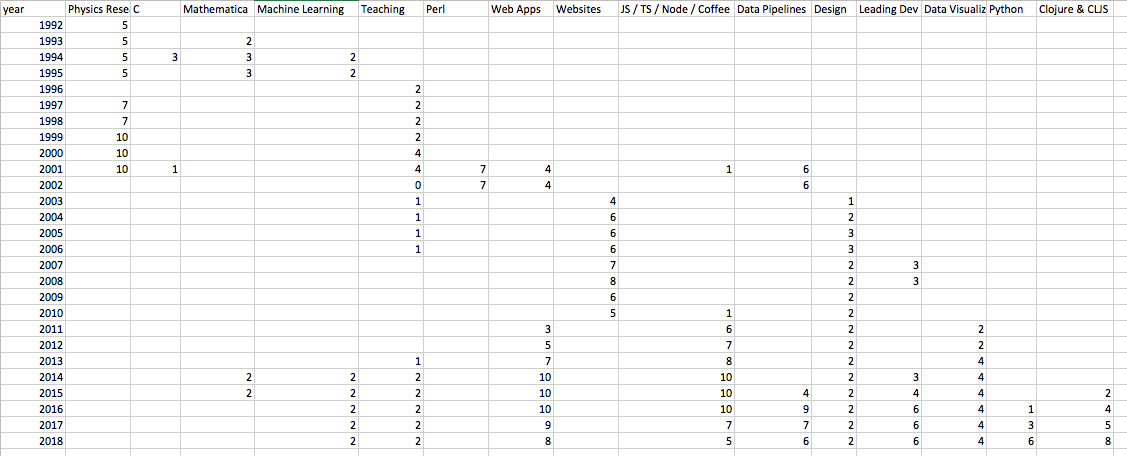 year Physics Rese C Mathematica Machine Learning Teaching Perl Web Apps Websites JS / TS / Node / Coffee Data Pipelines Design Leading Dev Data Visualiz Python Clojure & CLJS
1992 5
1993 5 2
1994 5 3 3 2
1995 5 3 2
1996 2
1997 7 2
1998 7 2
1999 10 2
2000 10 4
2001 10 1 4 7 4 1 6
2002 0 7 4 6
2003 1 4 1
2004 1 6 2
2005 1 6 3
2006 1 6 3
2007 7 2 3
2008 8 2 3
2009 6 2
2010 5 1 2
2011 3 6 2 2
2012 5 7 2 2
2013 1 7 8 2 4
2014 2 2 2 10 10 2 3 4
2015 2 2 2 10 10 4 2 4 4 2
2016 2 2 10 10 9 2 6 4 1 4
2017 2 2 9 7 7 2 6 4 3 5
2018 2 2 8 5 6 2 6 4 6 8